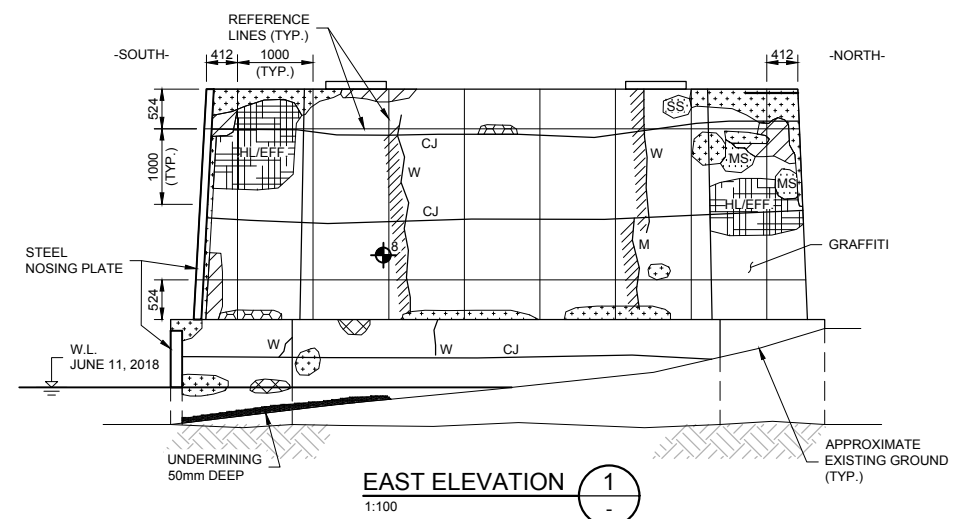 REFERENCE
LINES (TYP.)
-SOUTH-
412
1000
(TYP.)
412
-NORTH-
524
SS
CJ
HL/EFF
W
W
MS
1000
(TYP.)
MS
HL/EFF
CJ
M
GRAFFITI
8
STEEL
NOSING PLATE
524
W.L.
JUNE 11, 2018
W
W
CJ
UNDERMINING
50mm DEEP
APPROXIMATE
EXISTING GROUND
(TYP.)
EAST ELEVATION
1
1:100
-